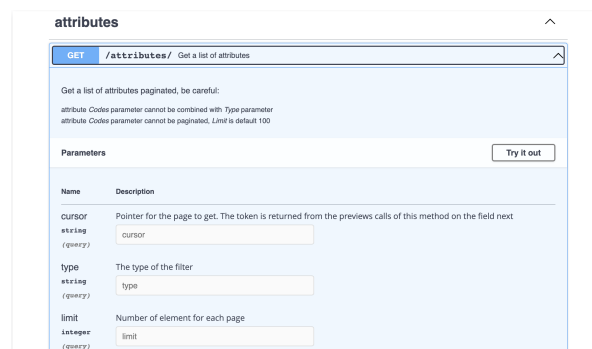 attributes
GET /attributes/ Get a list of attributes
Get a list of attributes paginated, be careful:
attribute Codes parameter cannot be combined with Type parameter
attribute Codes parameter cannot be paginated, Limit is default 100
Parameters Try it out
Name Description
cursor Pointer for the page to get. The token is returned from the previews calls of this method on the field next
string cursor
(query)
type The type of the filter
string type
(query)
limit Number of element for each page
integer limit
(query)